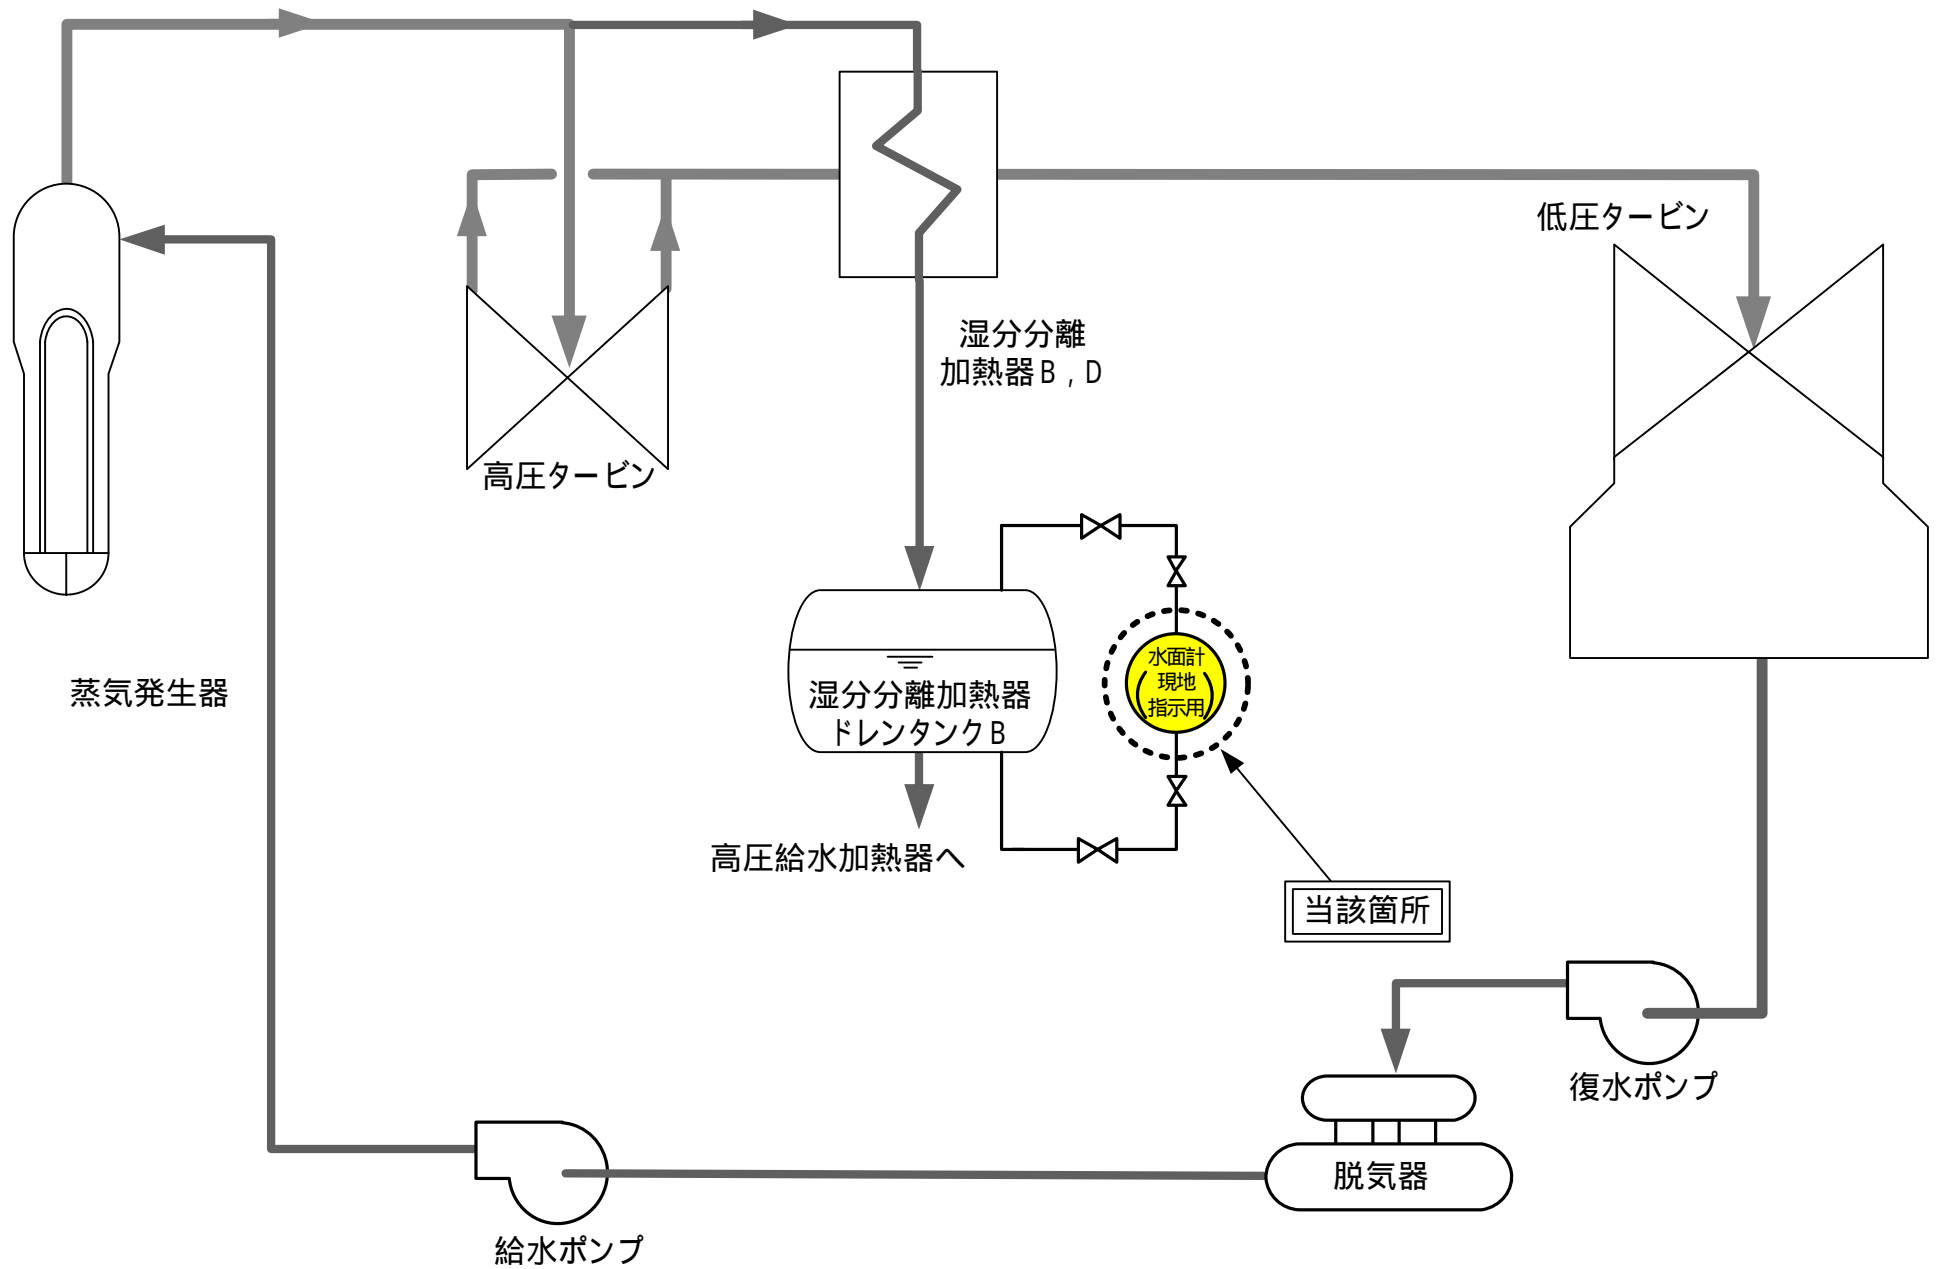 低圧タービン
湿分分離
加熱器B,D
高圧タービン
水面計
現地
指示用
蒸気発生器
湿分分離加熱器
ドレンタンクB
高圧給水加熱器へ
当該箇所
復水ポンプ
脱気器
給水ポンプ